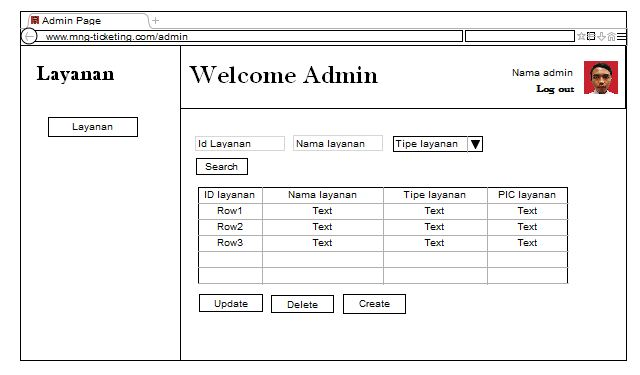 Admin Page
www.mng-ticketing.com/admin
Layanan
Welcome Admin
Nama admin
Log out
Layanan
Id Layanan
Nama layanan
Tipe layanan
Search
ID layanan Nama layanan Tipe layanan PIC layanan
Row1 Text Text Text
Row2 Text Text Text
Row3 Text Text Text
Update Delete Create